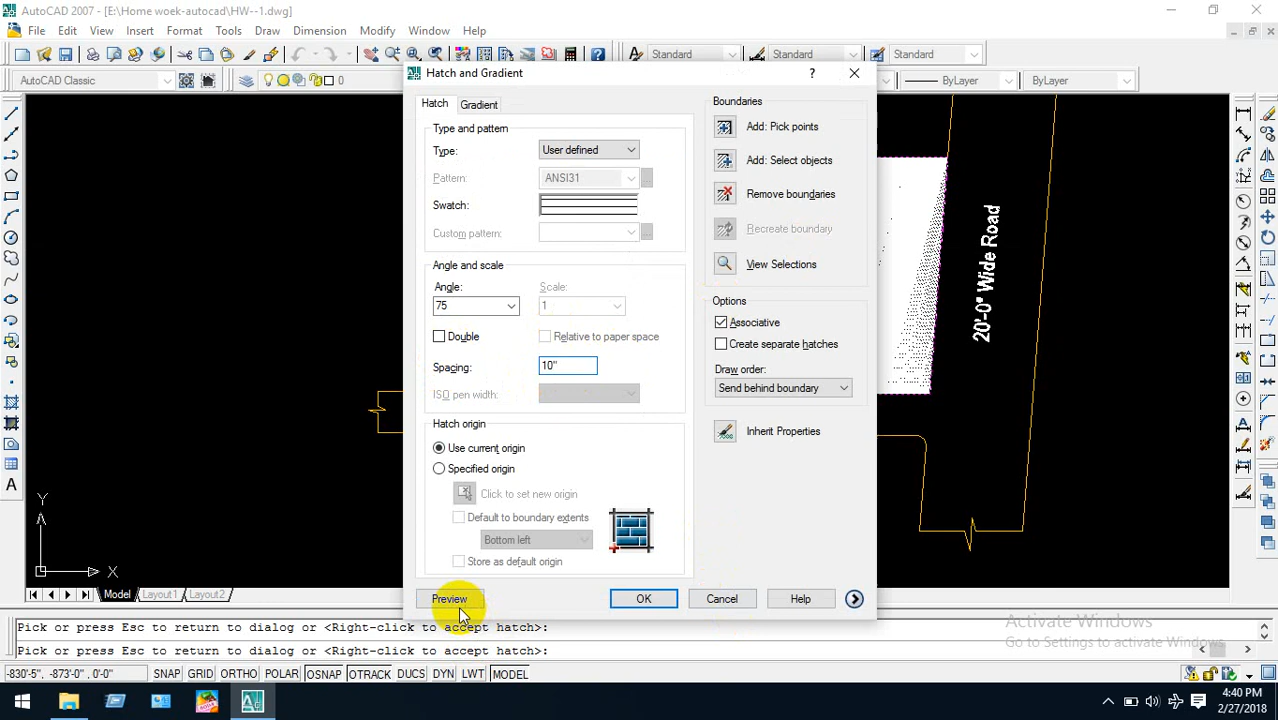 AutoCAD 2007 - [E:\Home woek-autocad\HW--1.dwg]
File Edit View Insert Format Tools Draw Dimension Modify Window Help
Standard Standard Standard
AutoCAD Classic 0 ByLayer ByLayer
Hatch and Gradient
Hatch Gradient
Type and pattern
Type: User defined
Pattern: ANSI31
Swatch:
Custom pattern:
Angle and scale
Angle: Scale:
75 1
Double Relative to paper space
Spacing: 10"
ISO pen width:
Hatch origin
Use current origin
Specified origin
Click to set new origin
Default to boundary extents
Bottom left
Store as default origin
Boundaries
Add: Pick points
Add: Select objects
Remove boundaries
Recreate boundary
View Selections
Options
Associative
Create separate hatches
Draw order:
Send behind boundary
Inherit Properties
Preview OK Cancel Help
20'-0" Wide Road
Y
X
Model Layout1 Layout2
Pick or press Esc to return to dialog or <Right-click to accept hatch>:
Pick or press Esc to return to dialog or <Right-click to accept hatch>:
Activate Windows
Go to Settings to activate Windows.
-830'-5", -873'-0" , 0'-0" SNAP GRID ORTHO POLAR OSNAP OTRACK DUCS DYN LWT MODEL
4:40 PM
2/27/2018